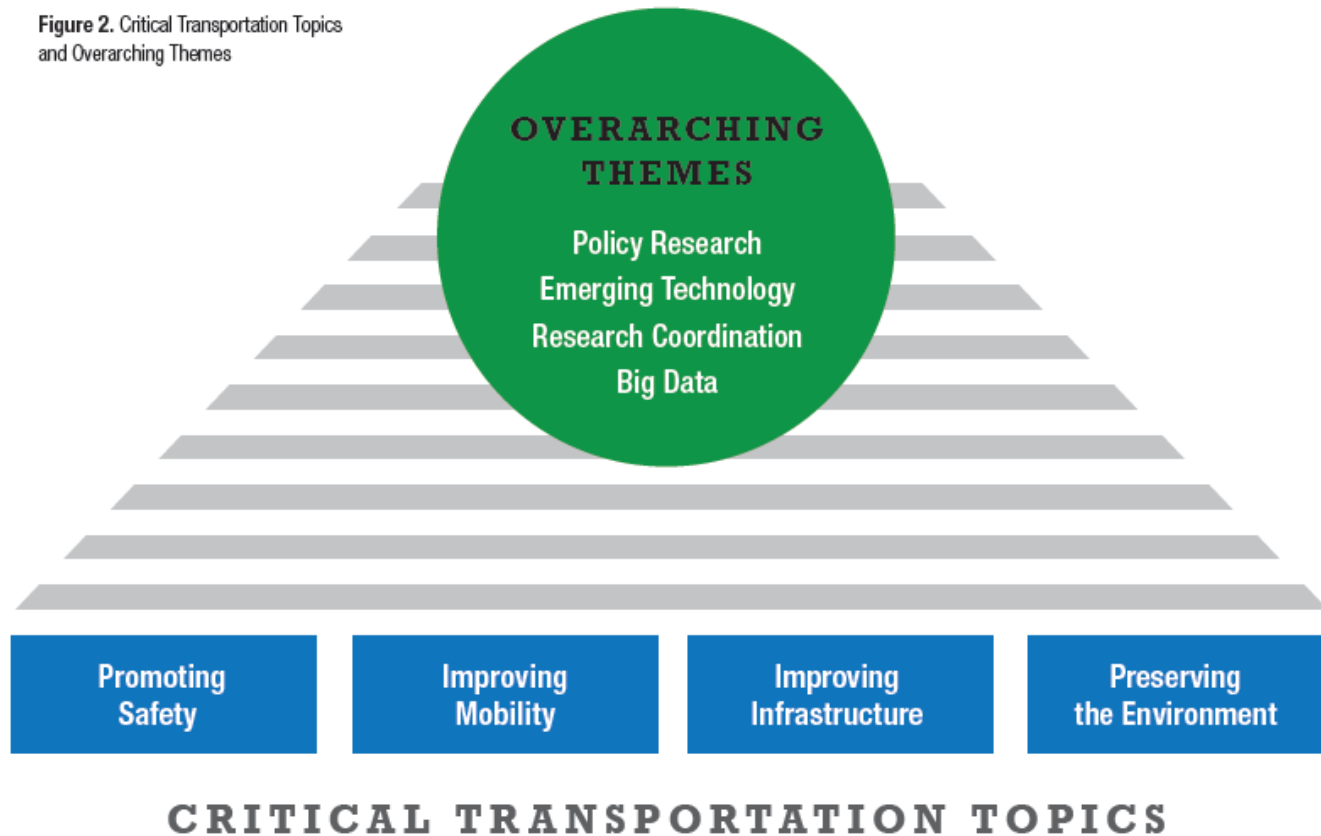 Figure 2. Critical Transportation Topics
and Overarching Themes
OVERARCHING
THEMES
Policy Research
Emerging Technology
Research Coordination
Big Data
Promoting
Safety
Improving
Mobility
Improving
Infrastructure
Preserving
the Environment
CRITICAL TRANSPORTATION TOPICS